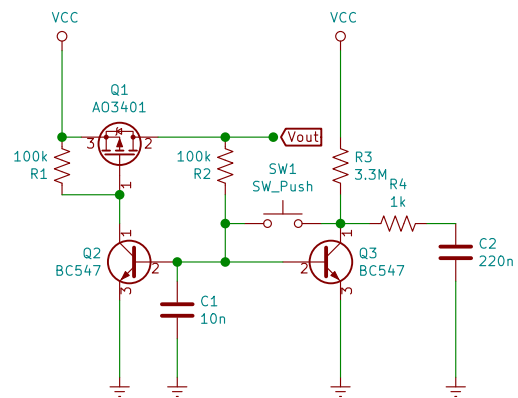 VCC
VCC
Q1
AO3401
3
2
1
Vout
100k
R1
100k
R2
SW1
SW_Push
R3
3.3M
R4
1k
Q2
BC547
1
2
3
Q3
BC547
1
2
3
C1
10n
C2
220n